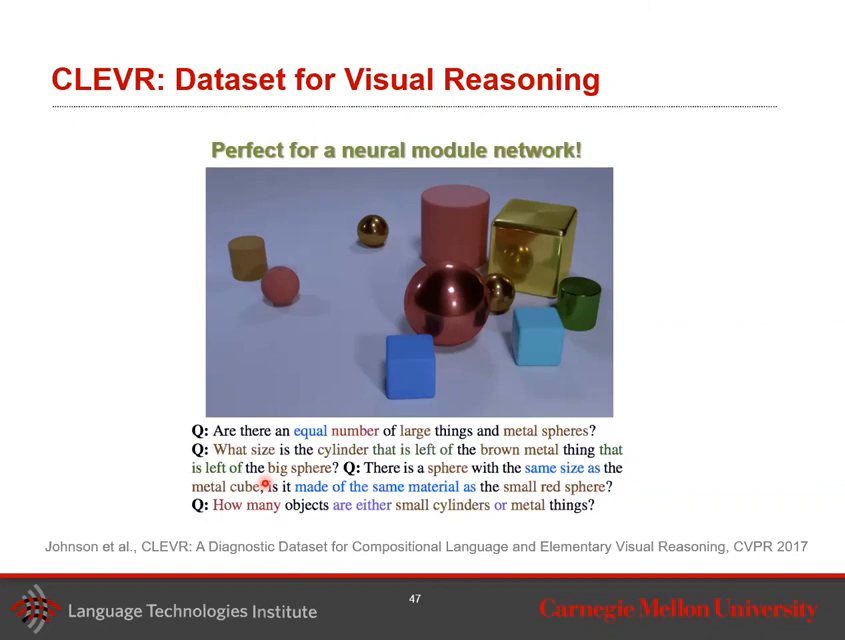 CLEVR: Dataset for Visual Reasoning
Perfect for a neural module network!
Q: Are there an equal number of large things and metal spheres?
Q: What size is the cylinder that is left of the brown metal thing that
is left of the big sphere? Q: There is a sphere with the same size as the
metal cube; is it made of the same material as the small red sphere?
Q: How many objects are either small cylinders or metal things?
Johnson et al., CLEVR: A Diagnostic Dataset for Compositional Language and Elementary Visual Reasoning, CVPR 2017
Language Technologies Institute
47
Carnegie Mellon University